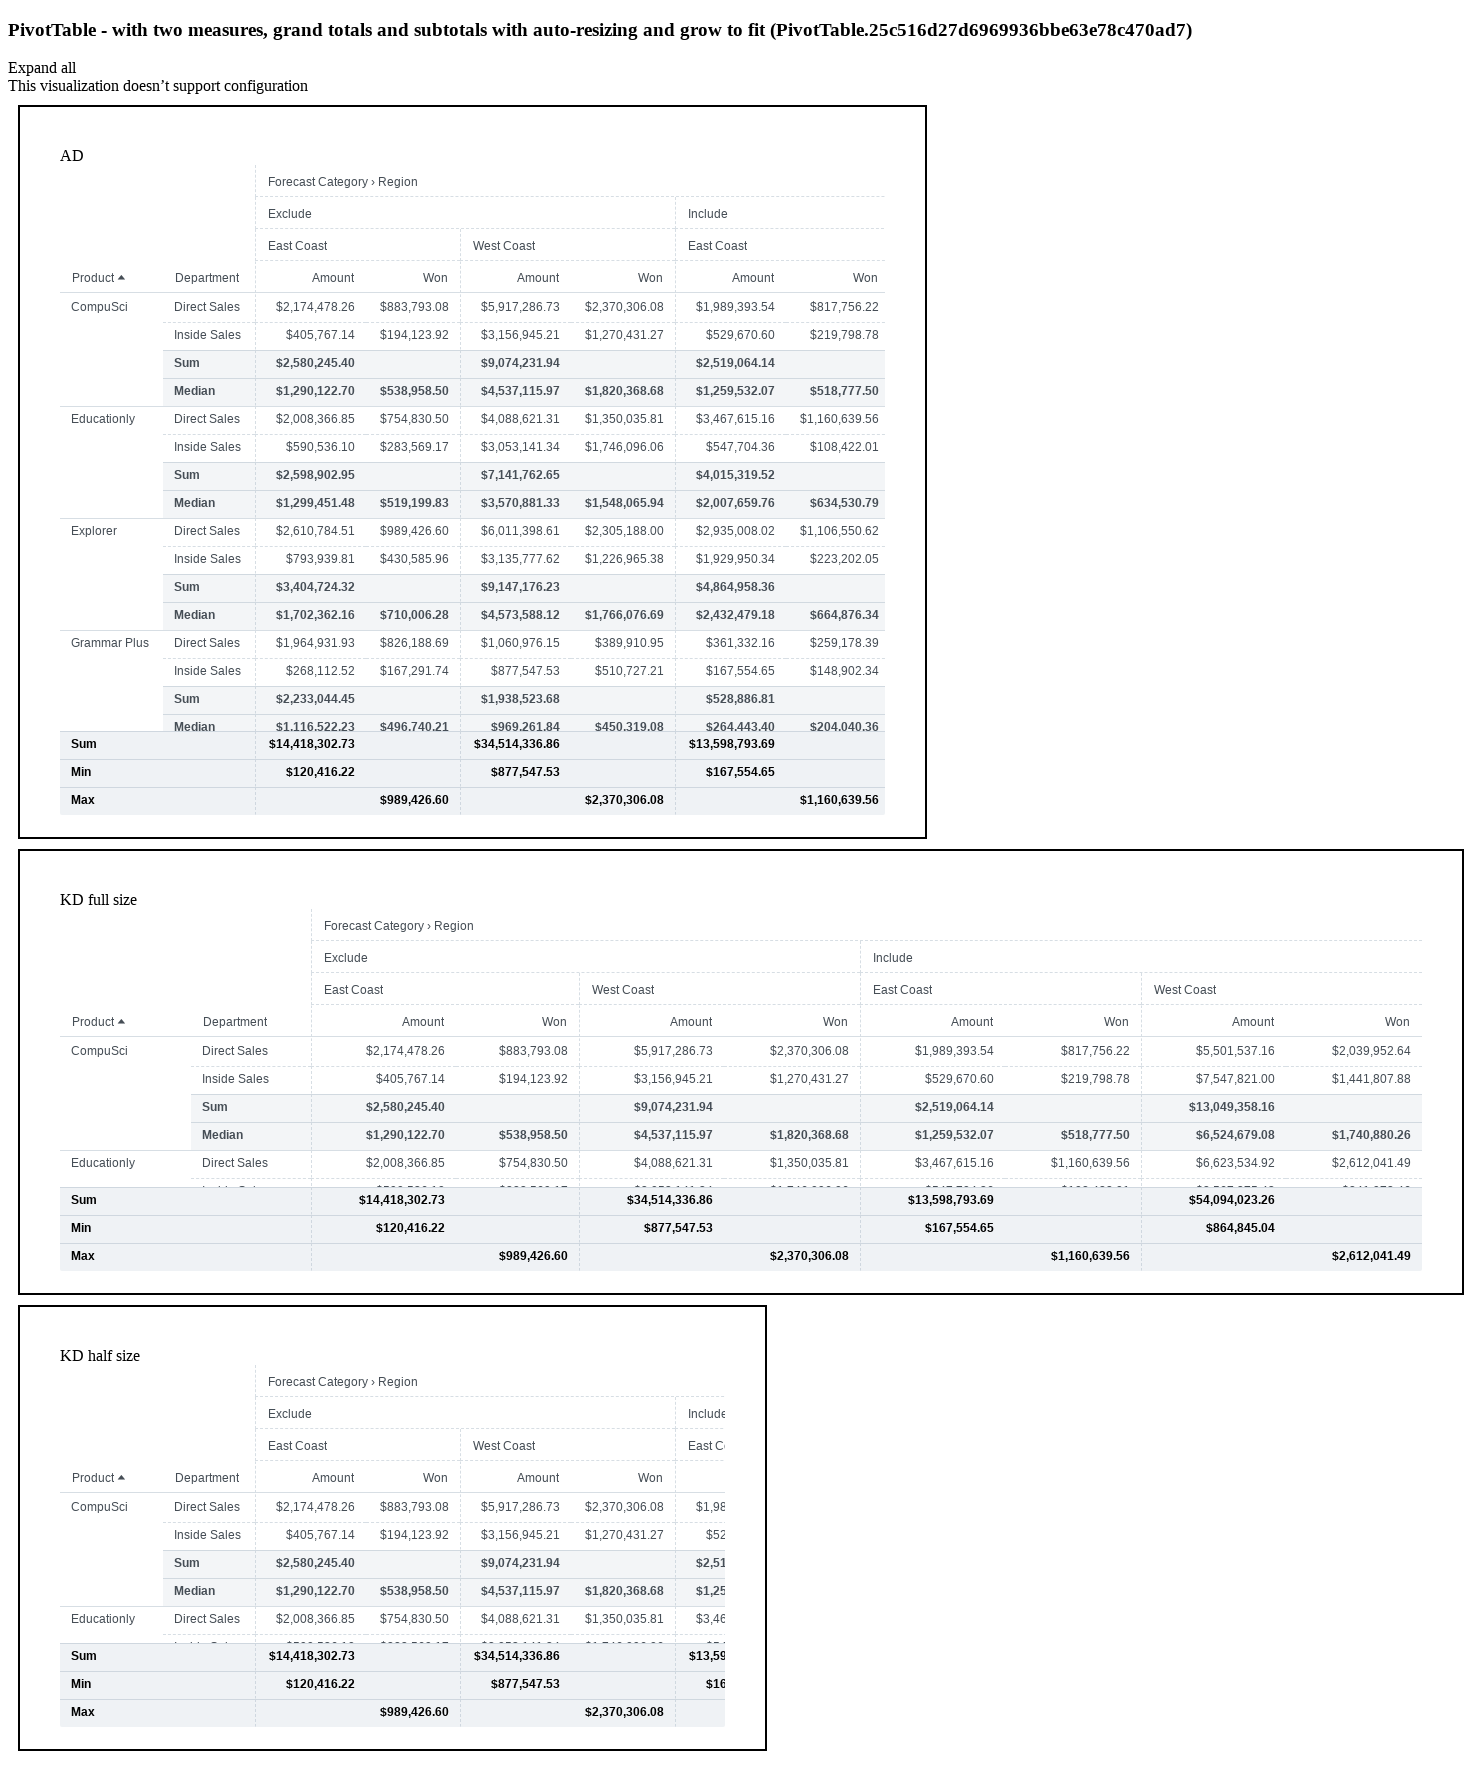 PivotTable - with two measures, grand totals and subtotals with auto-resizing and grow to fit (PivotTable.25c516d27d6969936bbe63e78c470ad7)
Expand all
This visualization doesn’t support configuration
AD
Forecast Category › Region
Exclude Include
East Coast West Coast East Coast
Product Department Amount Won Amount Won Amount Won
CompuSci Direct Sales $2,174,478.26 $883,793.08 $5,917,286.73 $2,370,306.08 $1,989,393.54 $817,756.22
Inside Sales $405,767.14 $194,123.92 $3,156,945.21 $1,270,431.27 $529,670.60 $219,798.78
Sum $2,580,245.40 $9,074,231.94 $2,519,064.14
Median $1,290,122.70 $538,958.50 $4,537,115.97 $1,820,368.68 $1,259,532.07 $518,777.50
Educationly Direct Sales $2,008,366.85 $754,830.50 $4,088,621.31 $1,350,035.81 $3,467,615.16 $1,160,639.56
Inside Sales $590,536.10 $283,569.17 $3,053,141.34 $1,746,096.06 $547,704.36 $108,422.01
Sum $2,598,902.95 $7,141,762.65 $4,015,319.52
Median $1,299,451.48 $519,199.83 $3,570,881.33 $1,548,065.94 $2,007,659.76 $634,530.79
Explorer Direct Sales $2,610,784.51 $989,426.60 $6,011,398.61 $2,305,188.00 $2,935,008.02 $1,106,550.62
Inside Sales $793,939.81 $430,585.96 $3,135,777.62 $1,226,965.38 $1,929,950.34 $223,202.05
Sum $3,404,724.32 $9,147,176.23 $4,864,958.36
Median $1,702,362.16 $710,006.28 $4,573,588.12 $1,766,076.69 $2,432,479.18 $664,876.34
Grammar Plus Direct Sales $1,964,931.93 $826,188.69 $1,060,976.15 $389,910.95 $361,332.16 $259,178.39
Inside Sales $268,112.52 $167,291.74 $877,547.53 $510,727.21 $167,554.65 $148,902.34
Sum $2,233,044.45 $1,938,523.68 $528,886.81
Median $1,116,522.23 $496,740.21 $969,261.84 $450,319.08 $264,443.40 $204,040.36
Sum $14,418,302.73 $34,514,336.86 $13,598,793.69
Min $120,416.22 $877,547.53 $167,554.65
Max $989,426.60 $2,370,306.08 $1,160,639.56
KD full size
Forecast Category › Region
Exclude Include
East Coast West Coast East Coast West Coast
Product Department Amount Won Amount Won Amount Won Amount Won
CompuSci Direct Sales $2,174,478.26 $883,793.08 $5,917,286.73 $2,370,306.08 $1,989,393.54 $817,756.22 $5,501,537.16 $2,039,952.64
Inside Sales $405,767.14 $194,123.92 $3,156,945.21 $1,270,431.27 $529,670.60 $219,798.78 $7,547,821.00 $1,441,807.88
Sum $2,580,245.40 $9,074,231.94 $2,519,064.14 $13,049,358.16
Median $1,290,122.70 $538,958.50 $4,537,115.97 $1,820,368.68 $1,259,532.07 $518,777.50 $6,524,679.08 $1,740,880.26
Educationly Direct Sales $2,008,366.85 $754,830.50 $4,088,621.31 $1,350,035.81 $3,467,615.16 $1,160,639.56 $6,623,534.92 $2,612,041.49
Sum $14,418,302.73 $34,514,336.86 $13,598,793.69 $54,094,023.26
Min $120,416.22 $877,547.53 $167,554.65 $864,845.04
Max $989,426.60 $2,370,306.08 $1,160,639.56 $2,612,041.49
KD half size
Forecast Category › Region
Exclude Include
East Coast West Coast East C
Product Department Amount Won Amount Won
CompuSci Direct Sales $2,174,478.26 $883,793.08 $5,917,286.73 $2,370,306.08 $1,98
Inside Sales $405,767.14 $194,123.92 $3,156,945.21 $1,270,431.27 $52
Sum $2,580,245.40 $9,074,231.94 $2,51
Median $1,290,122.70 $538,958.50 $4,537,115.97 $1,820,368.68 $1,25
Educationly Direct Sales $2,008,366.85 $754,830.50 $4,088,621.31 $1,350,035.81 $3,46
Sum $14,418,302.73 $34,514,336.86 $13,59
Min $120,416.22 $877,547.53 $16
Max $989,426.60 $2,370,306.08